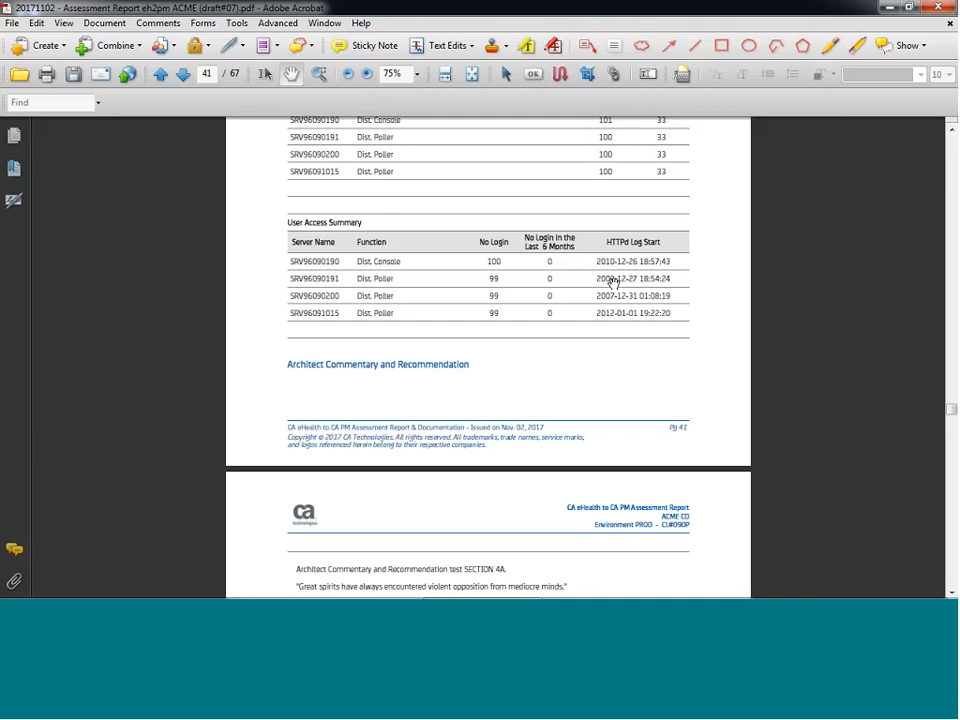 20171102 - Assessment Report eh2pm ACME (draft#07).pdf - Adobe Acrobat
File Edit View Document Comments Forms Tools Advanced Window Help
Create Combine Sticky Note Text Edits Show
41 / 67 75% OK 10
Find
SRV96090190 Dist. Console 101 33
SRV96090191 Dist. Poller 100 33
SRV96090200 Dist. Poller 100 33
SRV96091015 Dist. Poller 100 33
User Access Summary
Server Name Function No Login No Login in the Last 6 Months HTTPd Log Start
SRV96090190 Dist. Console 100 0 2010-12-26 18:57:43
SRV96090191 Dist. Poller 99 0 18:54:24
SRV96090200 Dist. Poller 99 0 2007-12-31 01:08:19
SRV96091015 Dist. Poller 99 0 2012-01-01 19:22:20
Architect Commentary and Recommendation
CA eHealth to CA PM Assessment Report & Documentation - Issued on Nov. 02, 2017 Pg 41
Copyright © 2017 CA Technologies. All rights reserved. All trademarks, trade names, service marks,
and logos referenced herein belong to their respective companies.
ca
technologies
CA eHealth to CA PM Assessment Report
ACME CO
Environment PROD - CL#090P
Architect Commentary and Recommendation test SECTION 4A.
"Great spirits have always encountered violent opposition from mediocre minds."